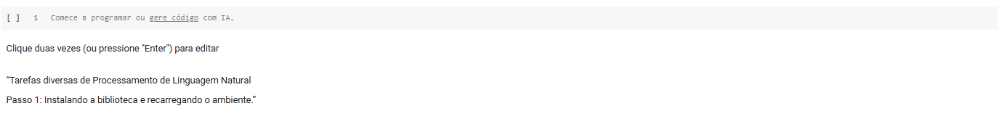 [ ] 1 Comece a programar ou gere código com IA.
Clique duas vezes (ou pressione "Enter") para editar
“Tarefas diversas de Processamento de Linguagem Natural
Passo 1: Instalando a biblioteca e recarregando o ambiente.”